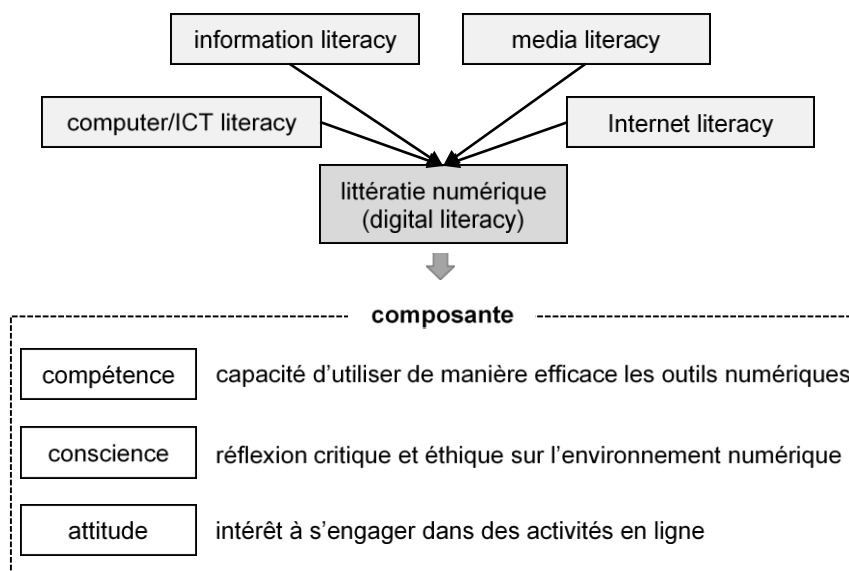 information literacy
media literacy
computer/ICT literacy
Internet literacy
littératie numérique
(digital literacy)
composante
compétence
capacité d’utiliser de manière efficace les outils numériques
conscience
réflexion critique et éthique sur l’environnement numérique
attitude
intérêt à s’engager dans des activités en ligne